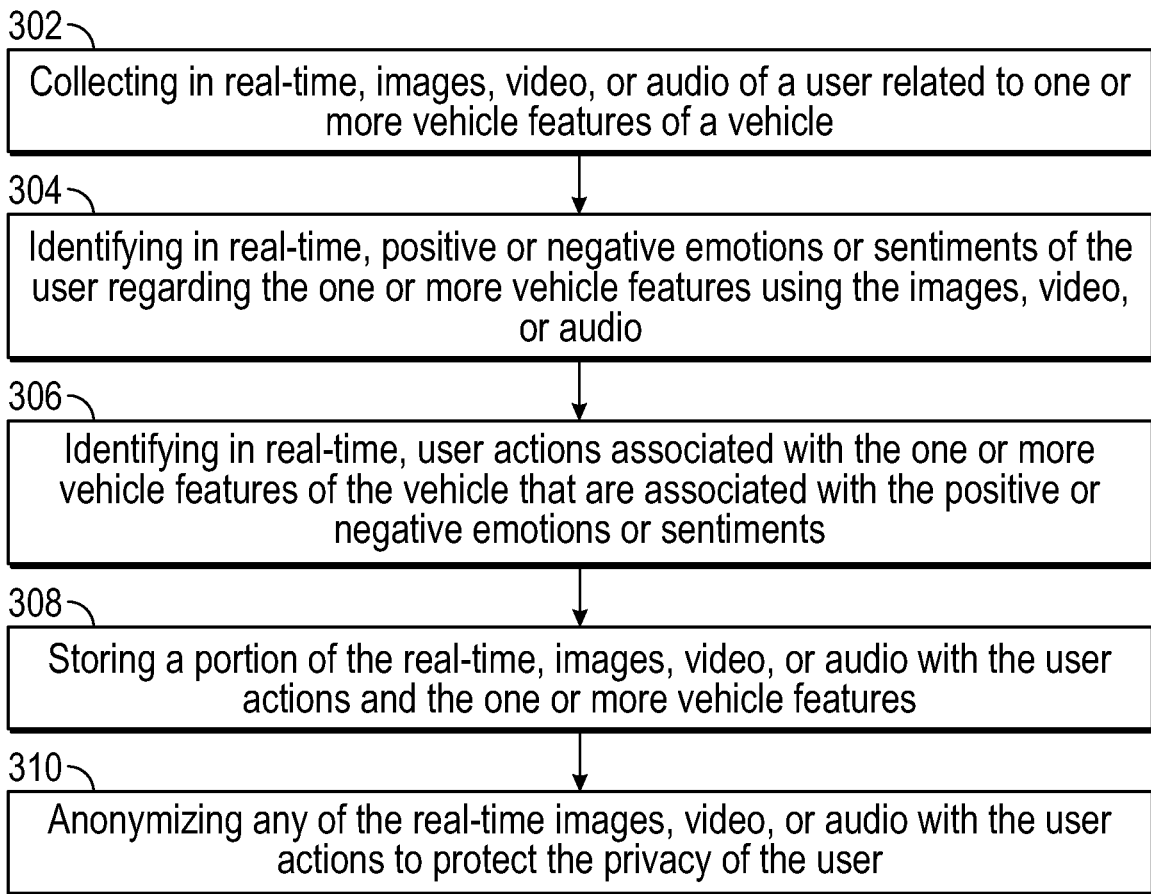 302
Collecting in real-time, images, video, or audio of a user related to one or
more vehicle features of a vehicle
304
Identifying in real-time, positive or negative emotions or sentiments of the
user regarding the one or more vehicle features using the images, video,
or audio
306
Identifying in real-time, user actions associated with the one or more
vehicle features of the vehicle that are associated with the positive or
negative emotions or sentiments
308
Storing a portion of the real-time, images, video, or audio with the user
actions and the one or more vehicle features
310
Anonymizing any of the real-time images, video, or audio with the user
actions to protect the privacy of the user